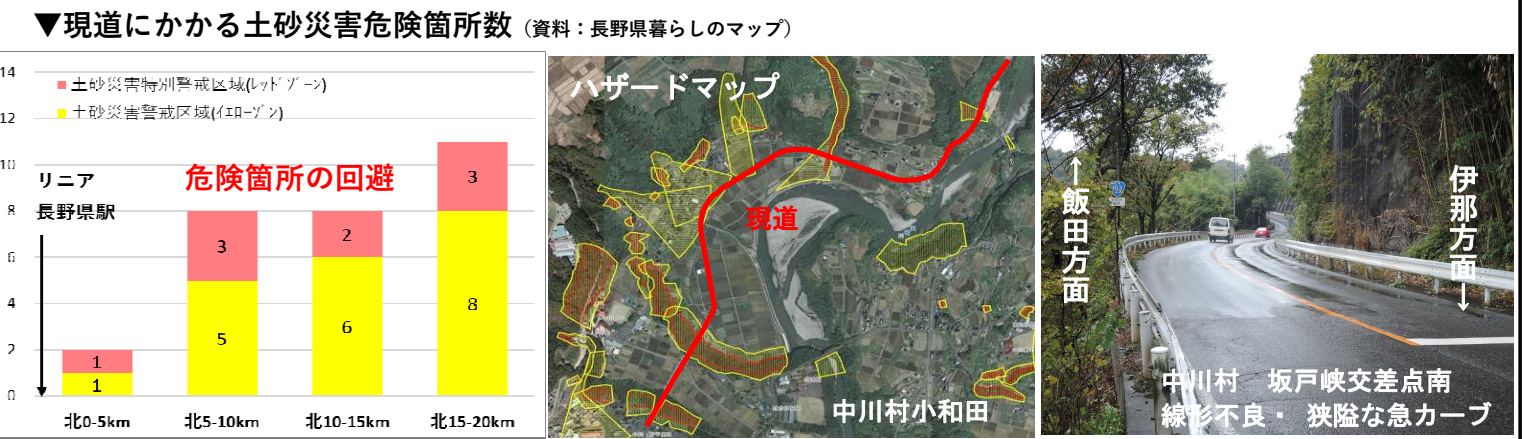 ▼現道にかかる土砂災害危険箇所数（資料：長野県暮らしのマップ）
14
12
10
8
6
4
2
0
土砂災害特別警戒区域(ﾚｯﾄﾞｿﾞｰﾝ)
土砂災害警戒区域(ｲｴﾛｰｿﾞﾝ)
危険箇所の回避
リニア
長野県駅
1
1
3
5
2
6
3
8
北0-5km
北5-10km
北10-15km
北15-20km
ハザードマップ
現道
中川村小和田
↑飯田方面
伊那方面↓
中川村　坂戸峡交差点南
線形不良・ 狭隘な急カーブ